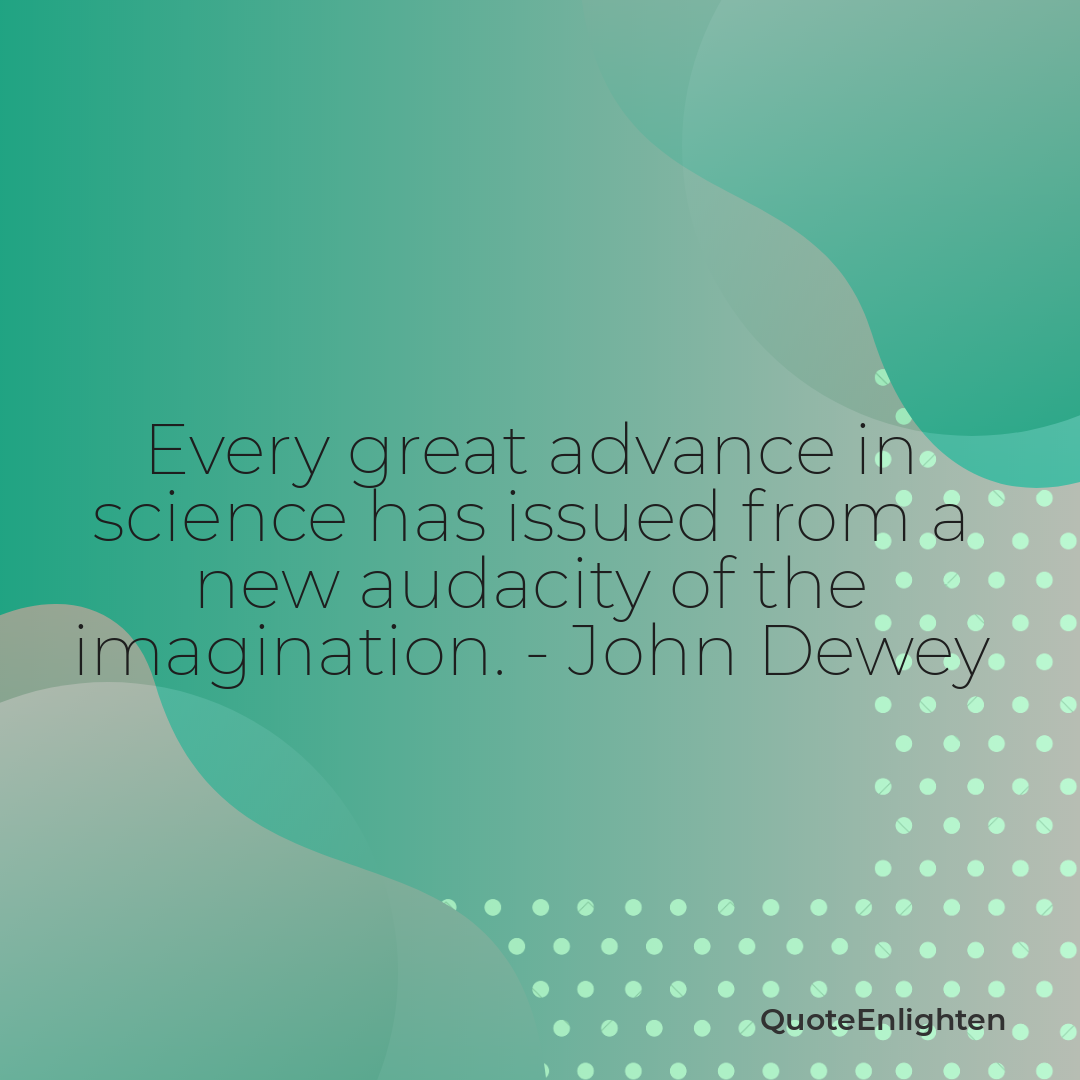 Every great advance in
science has issued from a
new audacity of the
imagination. - John Dewey
QuoteEnlighten